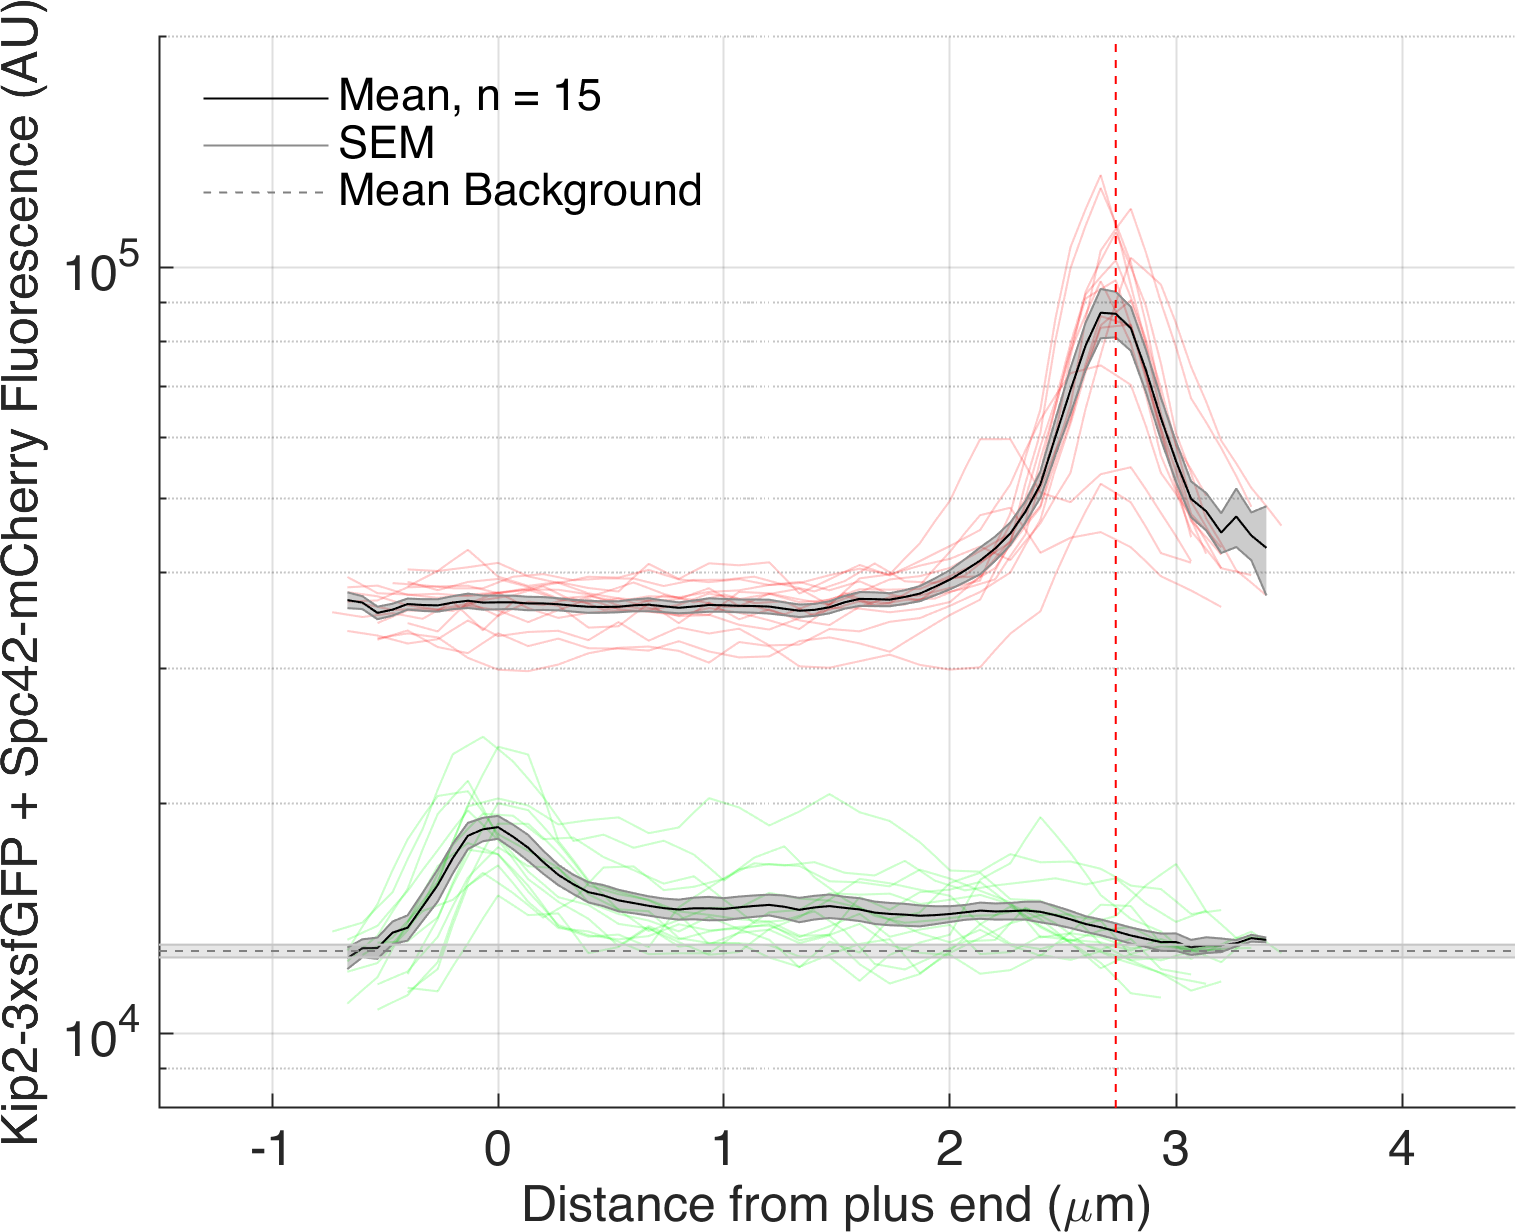 Kip2-3xsfGFP + Spc42-mCherry Fluorescence (AU)
Mean, n = 15
SEM
Mean Background
10^5
10^4
-1 0 1 2 3 4
Distance from plus end (μm)